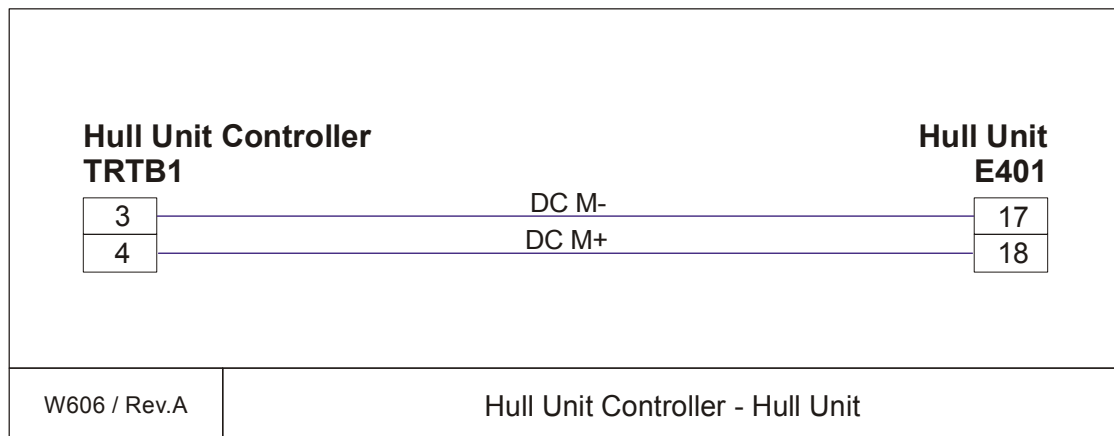 Hull Unit Controller
TRTB1
Hull Unit
E401
3 DC M- 17
4 DC M+ 18
W606 / Rev.A
Hull Unit Controller - Hull Unit